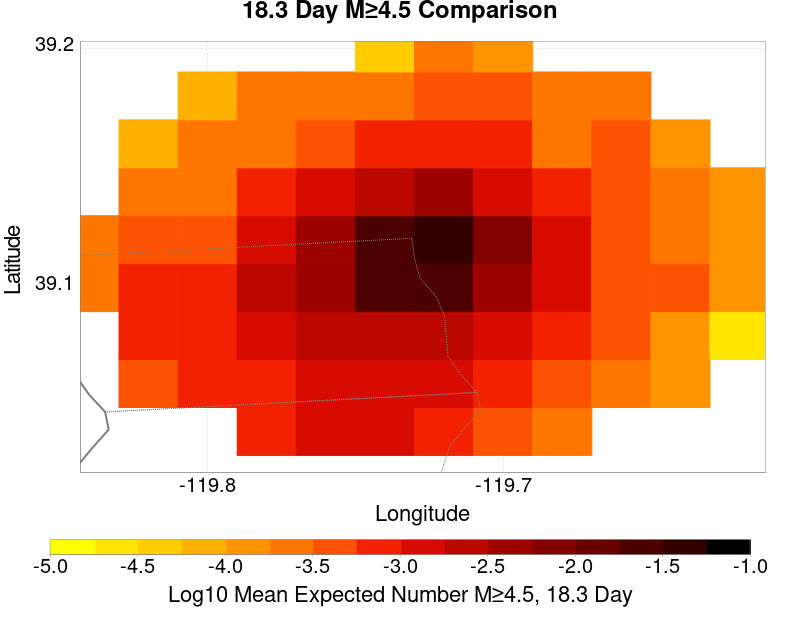 18.3 Day M≥4.5 Comparison
39.2
39.1
Latitude
-119.8 -119.7
Longitude
-5.0 -4.5 -4.0 -3.5 -3.0 -2.5 -2.0 -1.5 -1.0
Log10 Mean Expected Number M≥4.5, 18.3 Day